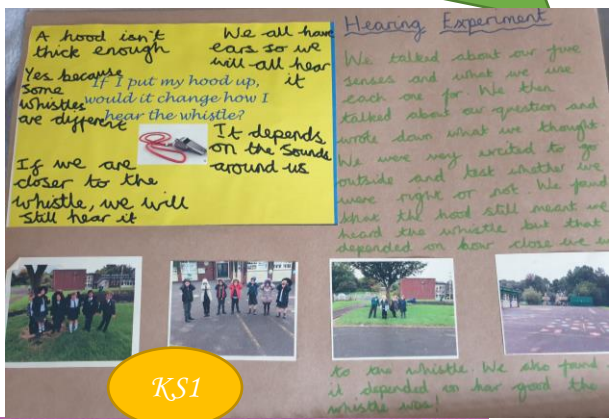 A hood isn't
thick enough
We all have
ears so we
will all hear
it
Yes because
some
whistles
are different
If I put my hood up,
would it change how I
hear the whistle?
It depends
on the sounds
around us
If we are
closer to the
whistle, we will
still hear it
Hearing Experiment
We talked about our five
senses and what we use
each one for. We then
talked about our question and
wrote down what we thought.
We were very excited to go
outside and test whether we
were right or not. We found
that the hood still meant we
heard the whistle but that
depended on how close we
to the whistle. We also found
it depended on how good the
whistle was!
KS1